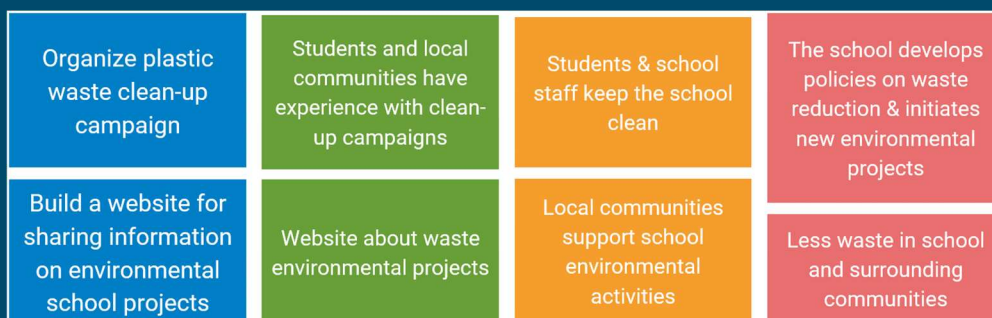 Organize plastic
waste clean-up
campaign
Students and local
communities have
experience with clean-
up campaigns
Students & school
staff keep the school
clean
The school develops
policies on waste
reduction & initiates
new environmental
projects
Build a website for
sharing information
on environmental
school projects
Website about waste
environmental projects
Local communities
support school
environmental
activities
Less waste in school
and surrounding
communities